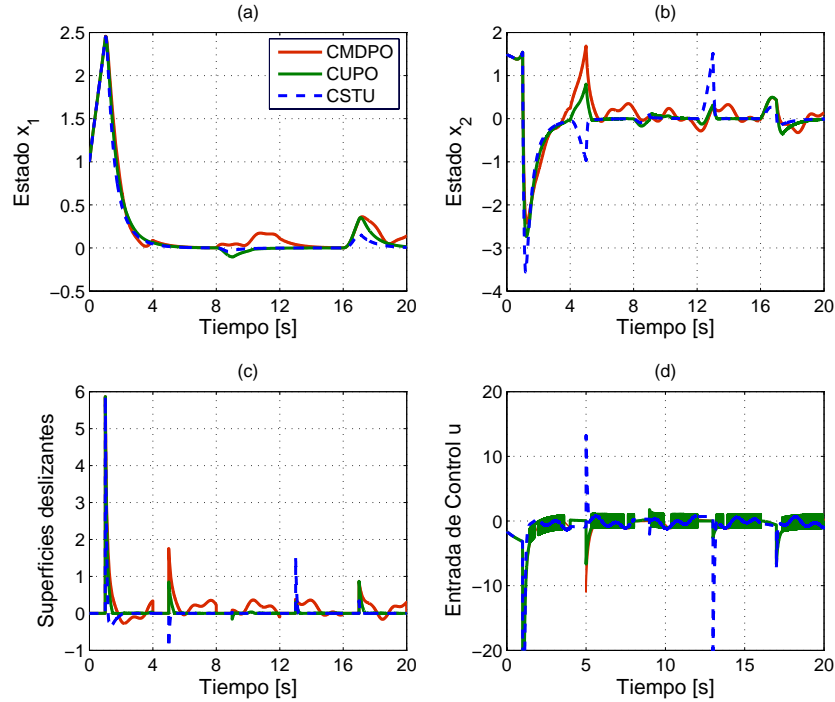 (a)
2.5
2
1.5
1
0.5
0
−0.5
Estado x1
0 4 8 12 16 20
Tiempo [s]
CMDPO
CUPO
CSTU
(b)
2
1
0
−1
−2
−3
−4
Estado x2
0 4 8 12 16 20
Tiempo [s]
(c)
6
5
4
3
2
1
0
−1
Superficies deslizantes
0 4 8 12 16 20
Tiempo [s]
(d)
20
10
0
−10
−20
Entrada de Control u
0 5 10 15 20
Tiempo [s]